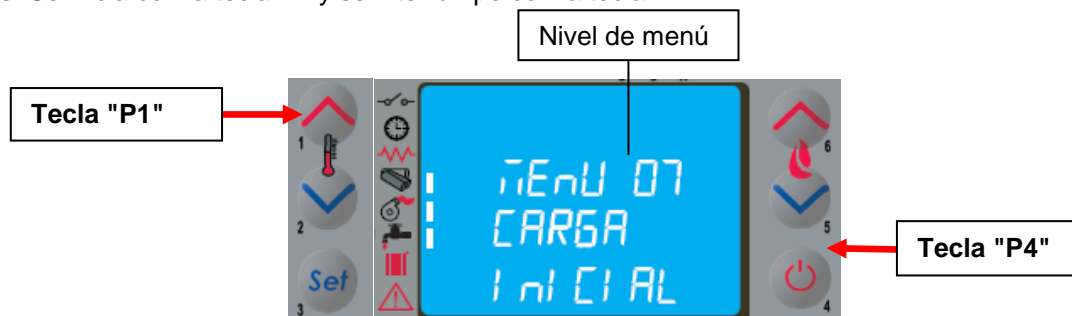 Nivel de menú
Tecla "P1"
MEnU 07
CARGA
InICIAL
Set
1
2
3
6
5
4
Tecla "P4"